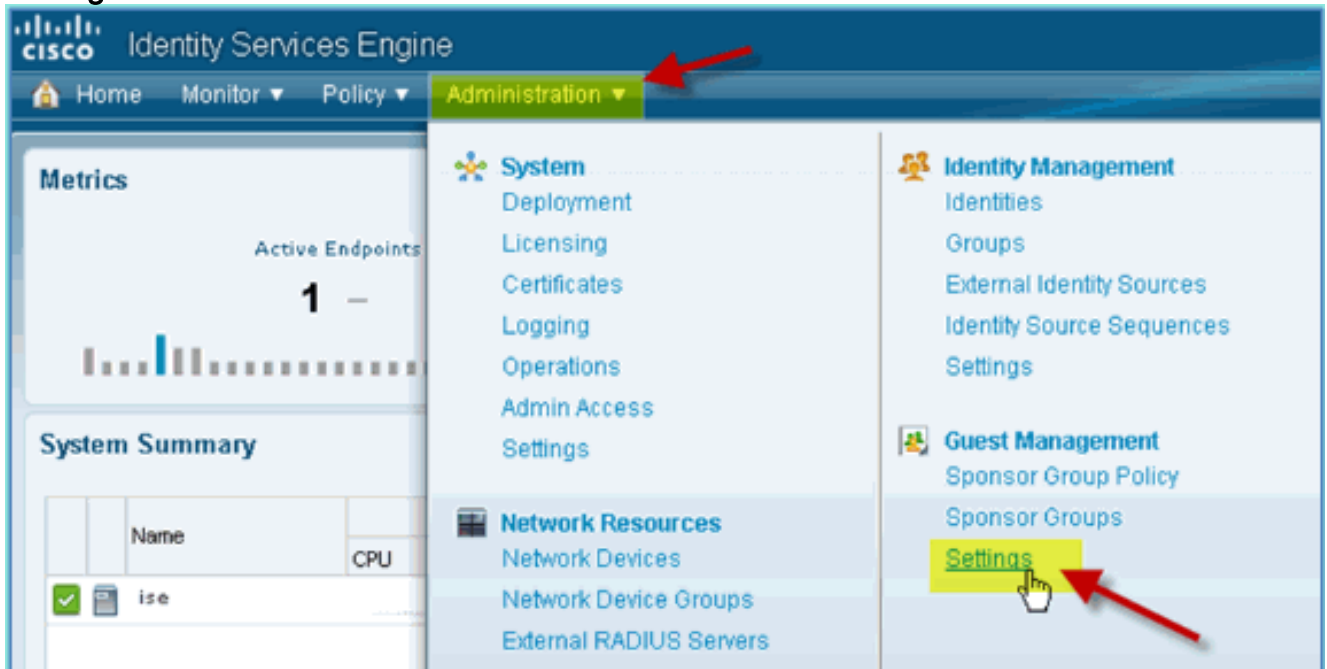 CISCO Identity Services Engine
Home Monitor ▼ Policy ▼ Administration ▼
Metrics
Active Endpoints
1 –
System Summary
Name
CPU
ise
System
Deployment
Licensing
Certificates
Logging
Operations
Admin Access
Settings
Network Resources
Network Devices
Network Device Groups
External RADIUS Servers
Identity Management
Identities
Groups
External Identity Sources
Identity Source Sequences
Settings
Guest Management
Sponsor Group Policy
Sponsor Groups
Settings